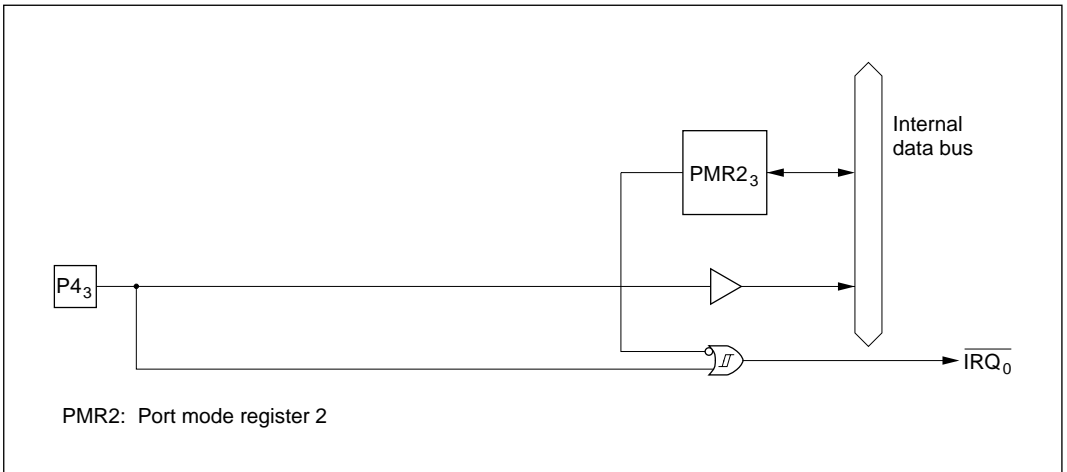 Internal
data bus
PMR2₃
P4₃
IRQ₀
PMR2: Port mode register 2